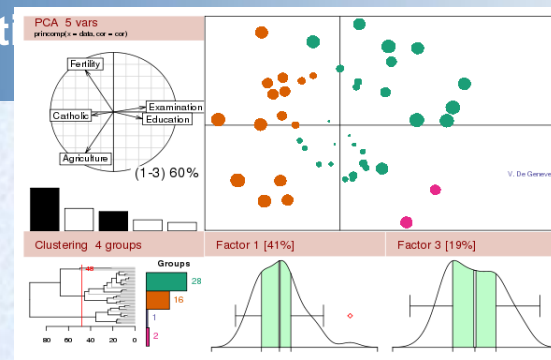 ti
PCA 5 vars
princomp(x = data, cor = cor)
Fertility
Examination
Catholic
Education
Agriculture
(1-3) 60%
V. De Geneve
Clustering 4 groups
Factor 1 [41%]
Factor 3 [19%]
Groups
48
28
16
1
2
80 60 40 20 0